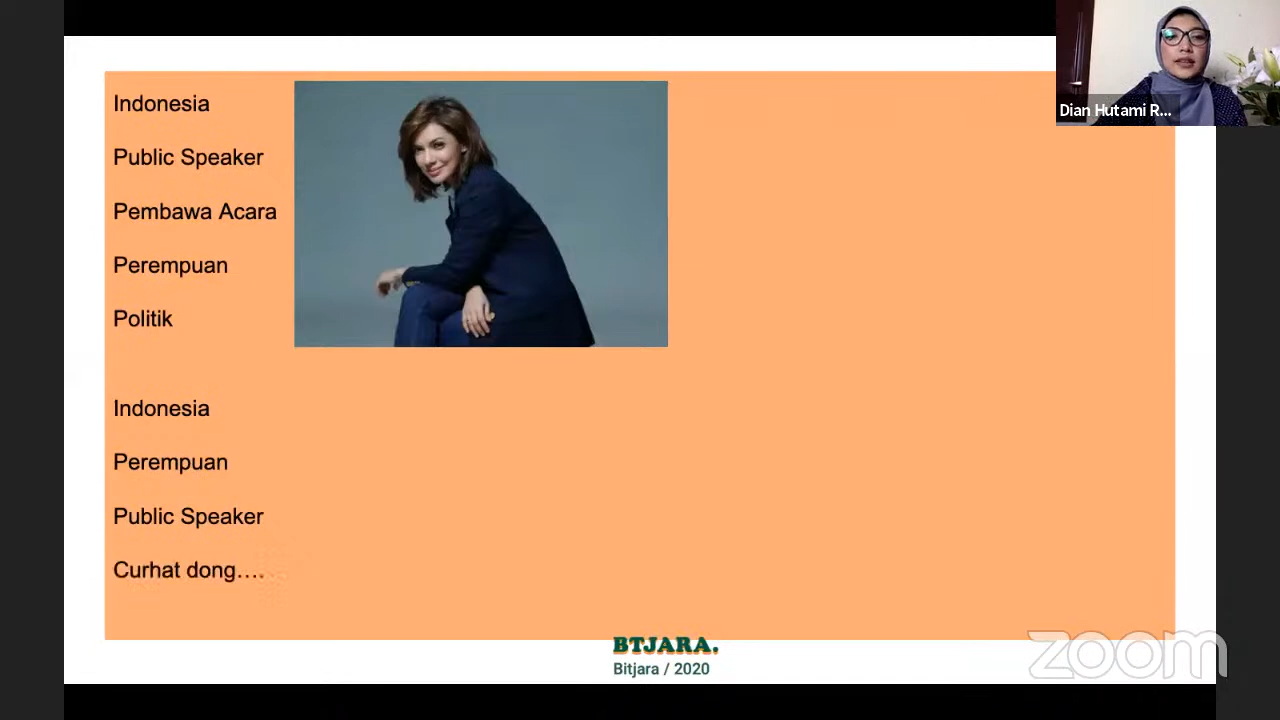 Indonesia
Public Speaker
Pembawa Acara
Perempuan
Politik
Indonesia
Perempuan
Public Speaker
Curhat dong....
Dian Hutami R...
BTJARA.
Bitjara / 2020
zoom